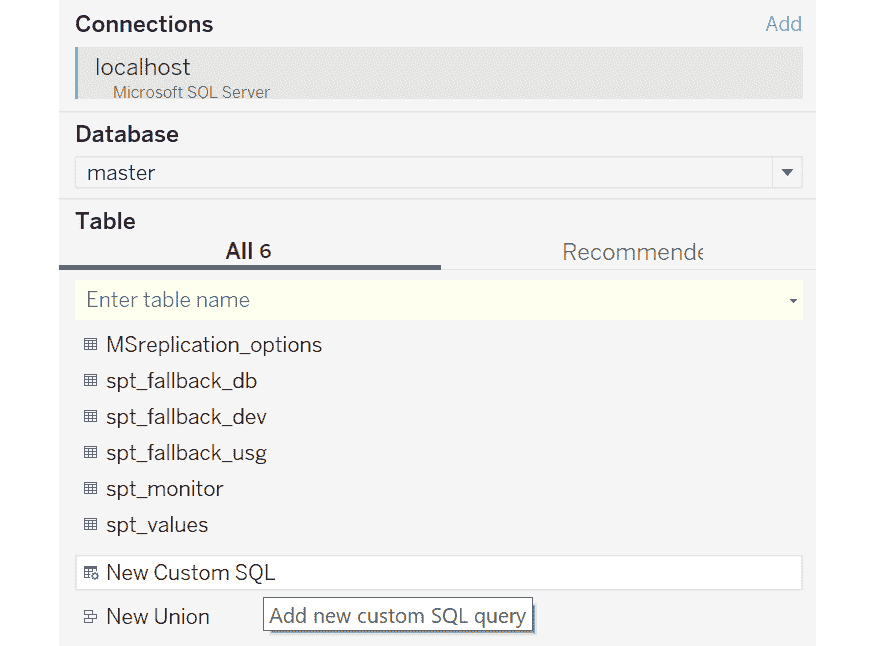 Connections
Add
localhost
Microsoft SQL Server
Database
master
Table
All 6
Recommende
Enter table name
MSreplication_options
spt_fallback_db
spt_fallback_dev
spt_fallback_usg
spt_monitor
spt_values
New Custom SQL
New Union
Add new custom SQL query